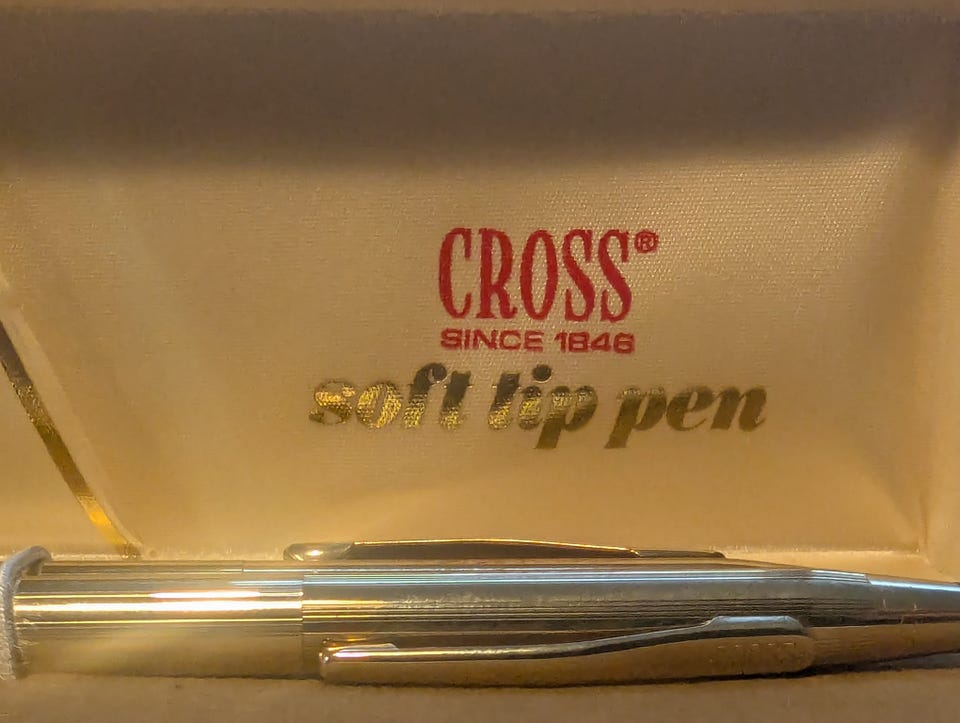 CROSS®
SINCE 1846
soft tip pen